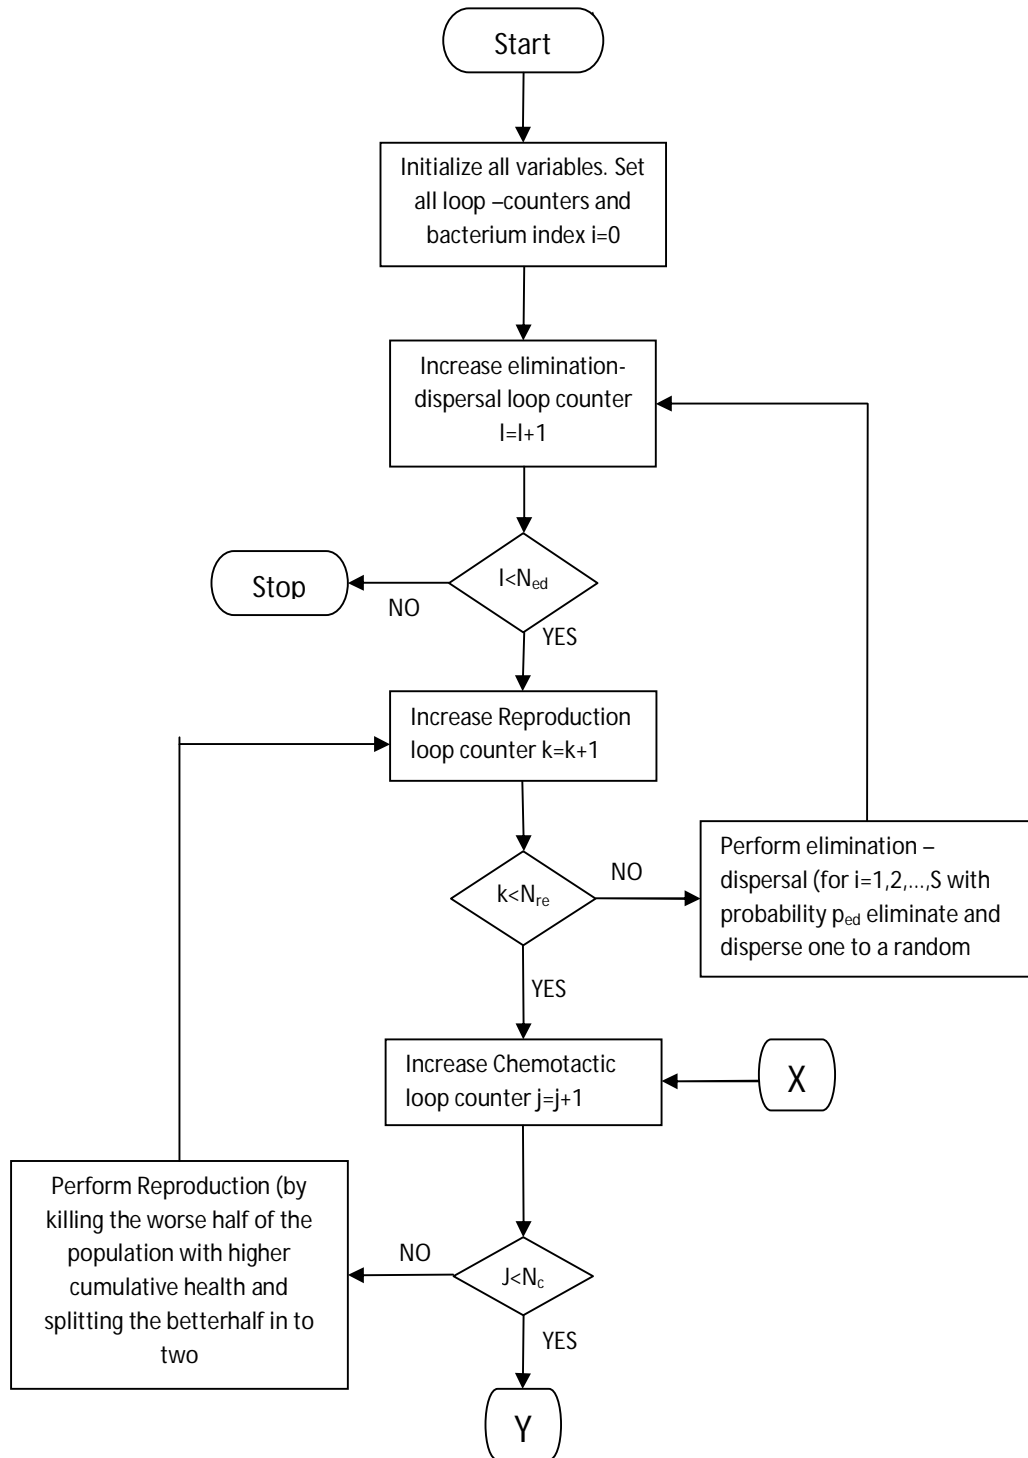 Start
Initialize all variables. Set
all loop –counters and
bacterium index i=0
Increase elimination-
dispersal loop counter
l=l+1
l<Ned
Stop
NO
YES
Increase Reproduction
loop counter k=k+1
k<Nre
NO
Perform elimination –
dispersal (for i=1,2,...,S with
probability ped eliminate and
disperse one to a random
YES
Increase Chemotactic
loop counter j=j+1
X
Perform Reproduction (by
killing the worse half of the
population with higher
cumulative health and
splitting the betterhalf in to
two
NO
J<Nc
YES
Y